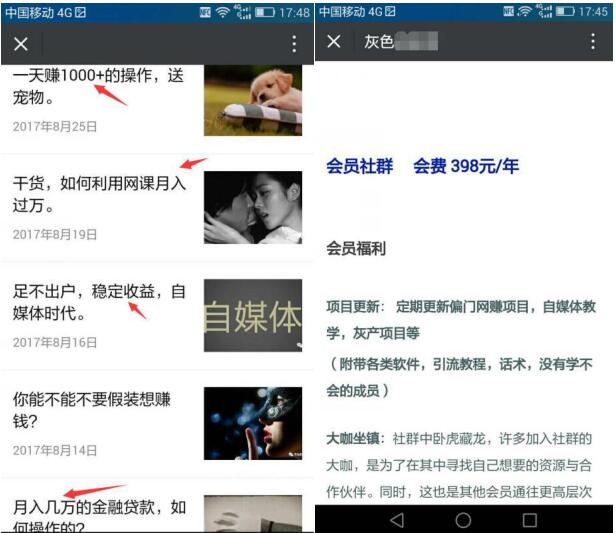 中国移动 4G
17:48
一天赚1000+的操作，送
宠物。
2017年8月25日
干货，如何利用网课月入
过万。
2017年8月19日
足不出户，稳定收益，自
媒体时代。
2017年8月16日
自媒体
你能不能不要假装想赚
钱?
2017年8月14日
月入几万的金融贷款，如
何操作的?
中国移动 4G
17:45
灰色
会员社群 会费 398元/年
会员福利
项目更新： 定期更新偏门网赚项目，自媒体教
学，灰产项目等
（附带各类软件，引流教程，话术，没有学不
会的成员）
大咖坐镇：社群中卧虎藏龙，许多加入社群的
大咖，是为了在其中寻找自己想要的资源与合
作伙伴。同时，这也是其他会员通往更高层次